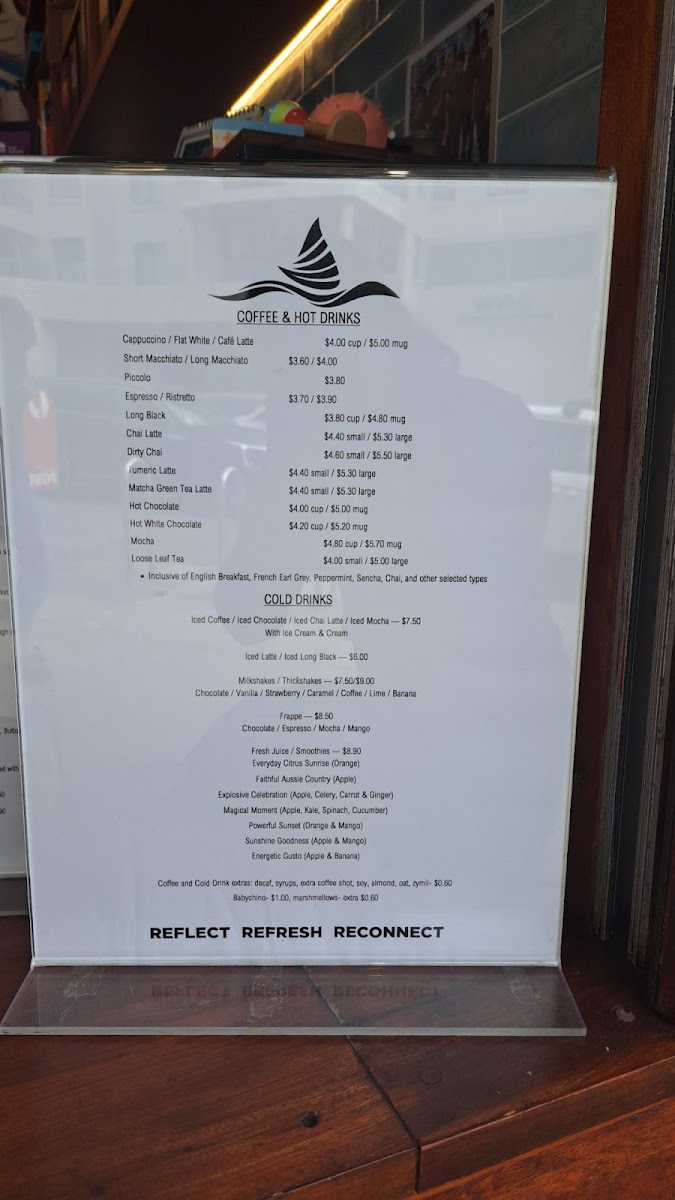 COFFEE & HOT DRINKS
Cappuccino / Flat White / Café Latte $4.00 cup / $5.00 mug
Short Macchiato / Long Macchiato $3.60 / $4.00
Piccolo $3.80
Espresso / Ristretto $3.70 / $3.90
Long Black $3.80 cup / $4.80 mug
Chai Latte $4.40 small / $5.30 large
Dirty Chai $4.60 small / $5.50 large
Tumeric Latte $4.40 small / $5.30 large
Matcha Green Tea Latte $4.40 small / $5.30 large
Hot Chocolate $4.00 cup / $5.00 mug
Hot White Chocolate $4.20 cup / $5.20 mug
Mocha $4.80 cup / $5.70 mug
Loose Leaf Tea $4.00 small / $5.00 large
• Inclusive of English Breakfast, French Earl Grey, Peppermint, Sencha, Chai, and other selected types
COLD DRINKS
Iced Coffee / Iced Chocolate / Iced Chai Latte / Iced Mocha — $7.50
With Ice Cream & Cream
Iced Latte / Iced Long Black — $6.00
Milkshakes / Thickshakes — $7.50/$9.00
Chocolate / Vanilla / Strawberry / Caramel / Coffee / Lime / Banana
Frappe — $8.50
Chocolate / Espresso / Mocha / Mango
Fresh Juice / Smoothies — $8.90
Everyday Citrus Sunrise (Orange)
Faithful Aussie Country (Apple)
Explosive Celebration (Apple, Celery, Carrot & Ginger)
Magical Moment (Apple, Kale, Spinach, Cucumber)
Powerful Sunset (Orange & Mango)
Sunshine Goodness (Apple & Mango)
Energetic Gusto (Apple & Banana)
Coffee and Cold Drink extras: decaf, syrups, extra coffee shot, soy, almond, oat, zymil- $0.60
Babychino- $1.00, marshmellows- extra $0.60
REFLECT REFRESH RECONNECT